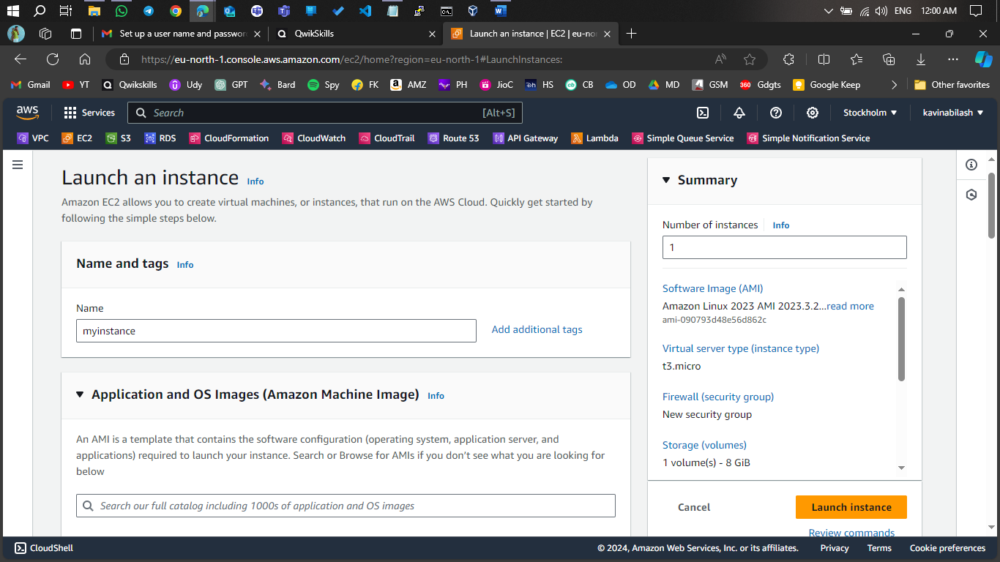 ENG 12:00 AM
Set up a user name and passwor
QwikSkills
Launch an instance | EC2 | eu-no
https://eu-north-1.console.aws.amazon.com/ec2/home?region=eu-north-1#LaunchInstances:
Gmail YT Qwikskills Udy GPT Bard Spy FK AMZ PH JioC HS CB OD MD GSM Gdgts Google Keep Other favorites
aws Services Search [Alt+S] Stockholm kavinabilash
VPC EC2 S3 RDS CloudFormation CloudWatch CloudTrail Route 53 API Gateway Lambda Simple Queue Service Simple Notification Service
Launch an instance Info
Amazon EC2 allows you to create virtual machines, or instances, that run on the AWS Cloud. Quickly get started by
following the simple steps below.
Name and tags Info
Name
myinstance
Add additional tags
Application and OS Images (Amazon Machine Image) Info
An AMI is a template that contains the software configuration (operating system, application server, and
applications) required to launch your instance. Search or Browse for AMIs if you don't see what you are looking for
below
Search our full catalog including 1000s of application and OS images
Summary
Number of instances Info
1
Software Image (AMI)
Amazon Linux 2023 AMI 2023.3.2...read more
ami-090793d48e56d862c
Virtual server type (instance type)
t3.micro
Firewall (security group)
New security group
Storage (volumes)
1 volume(s) - 8 GiB
Cancel
Launch instance
Review commands
CloudShell
© 2024, Amazon Web Services, Inc. or its affiliates. Privacy Terms Cookie preferences